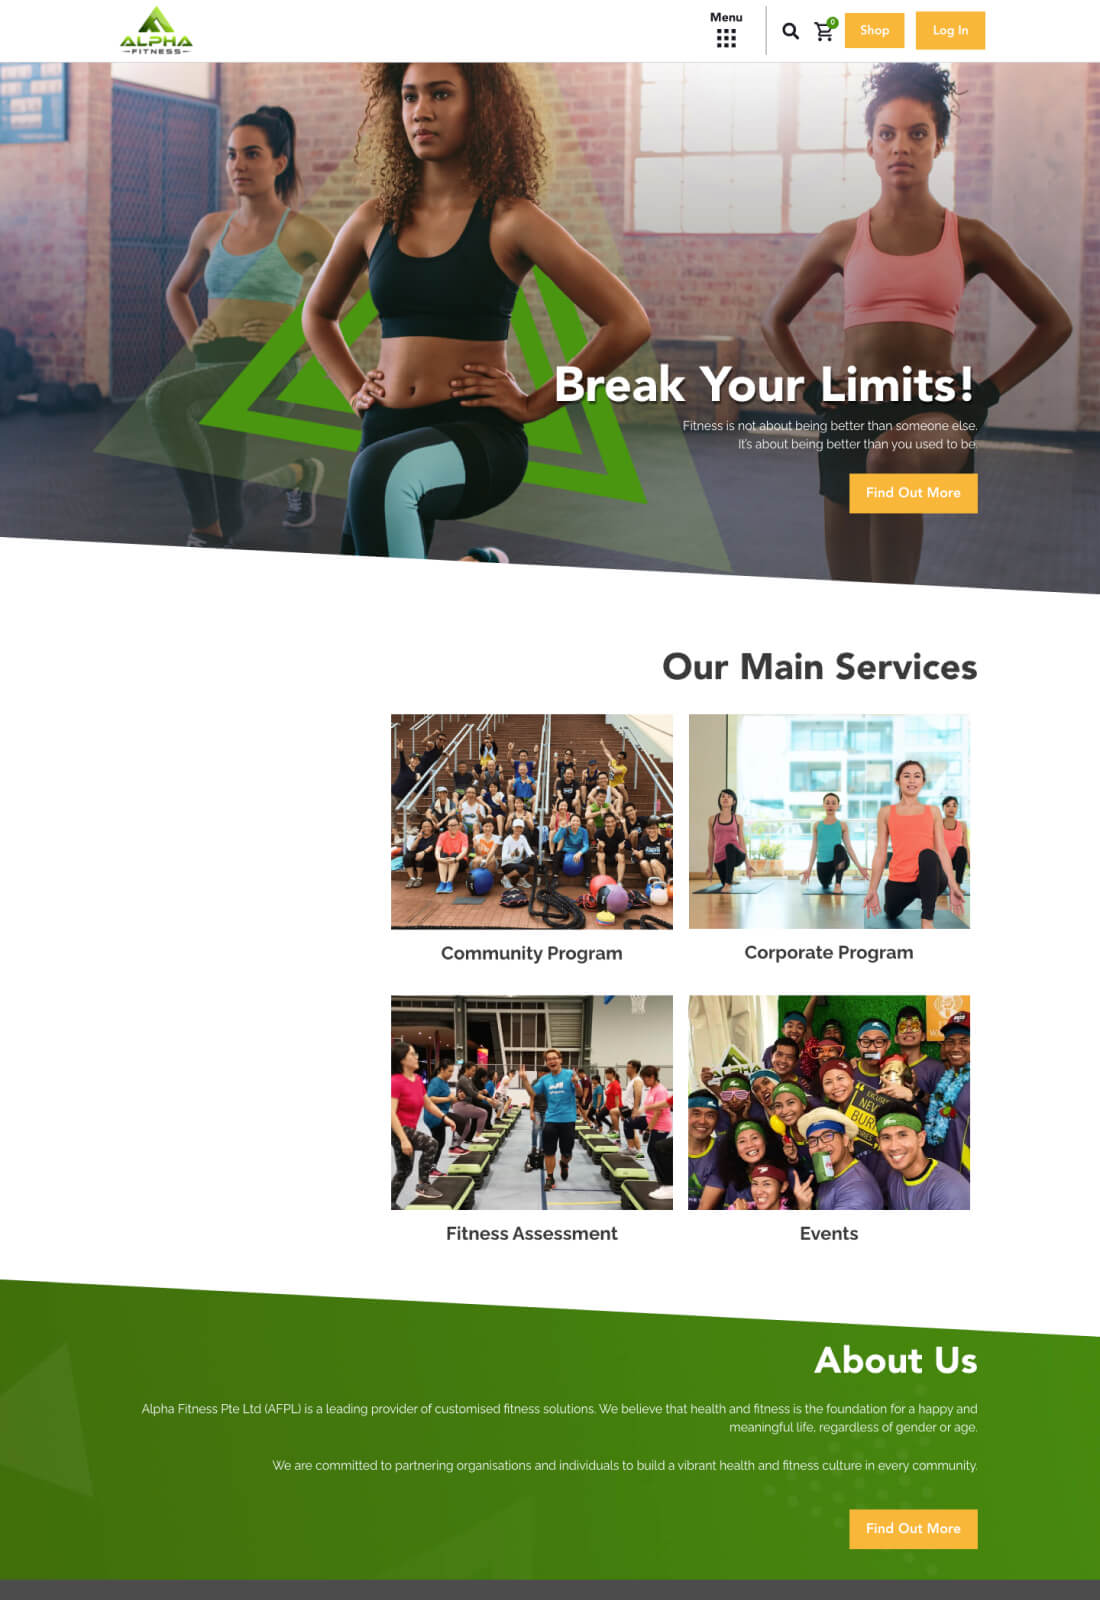 ALPHA
FITNESS
Menu
0
Shop
Log In
Break Your Limits!
Fitness is not about being better than someone else.
It's about being better than you used to be.
Find Out More
Our Main Services
Community Program
Corporate Program
ALPHA
NEV
BURN
Fitness Assessment
Events
About Us
Alpha Fitness Pte Ltd (AFPL) is a leading provider of customised fitness solutions. We believe that health and fitness is the foundation for a happy and
meaningful life, regardless of gender or age.
We are committed to partnering organisations and individuals to build a vibrant health and fitness culture in every community.
Find Out More